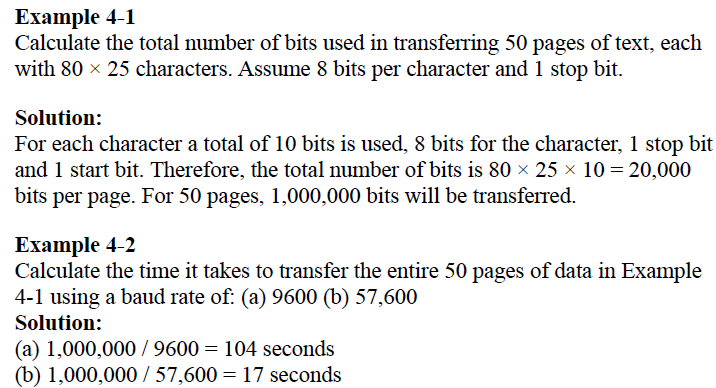 Example 4-1
Calculate the total number of bits used in transferring 50 pages of text, each
with 80 × 25 characters. Assume 8 bits per character and 1 stop bit.
Solution:
For each character a total of 10 bits is used, 8 bits for the character, 1 stop bit
and 1 start bit. Therefore, the total number of bits is 80 × 25 × 10 = 20,000
bits per page. For 50 pages, 1,000,000 bits will be transferred.
Example 4-2
Calculate the time it takes to transfer the entire 50 pages of data in Example
4-1 using a baud rate of: (a) 9600 (b) 57,600
Solution:
(a) 1,000,000 / 9600 = 104 seconds
(b) 1,000,000 / 57,600 = 17 seconds